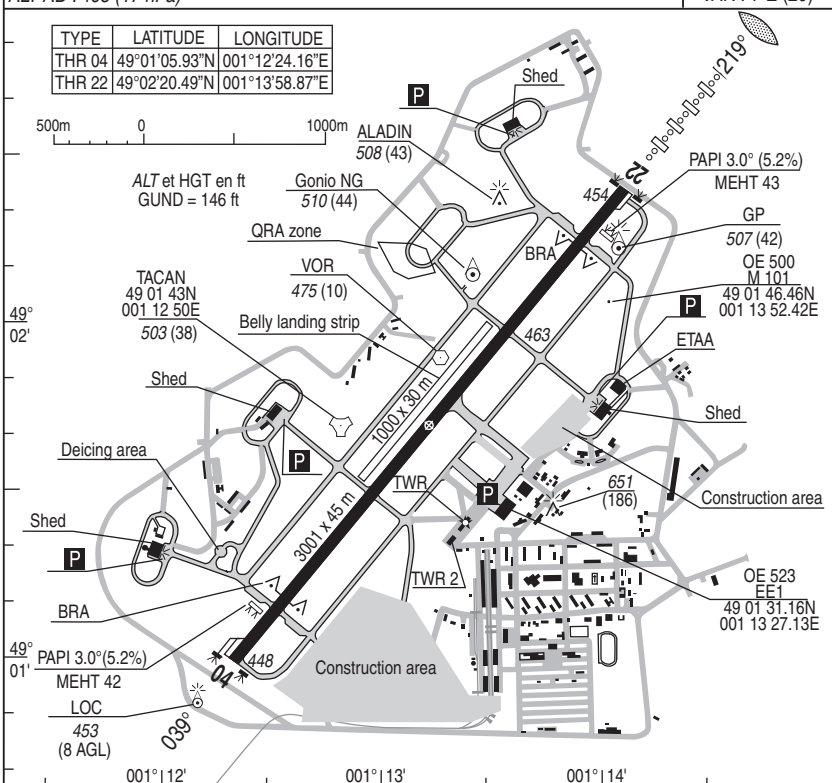 TYPE LATITUDE LONGITUDE
THR 04 49°01'05.93"N 001°12'24.16"E
THR 22 49°02'20.49"N 001°13'58.87"E
500m 0 1000m
ALT et HGT en ft
GUND = 146 ft
P
Shed
219°
ALADIN
508 (43)
22
PAPI 3.0° (5.2%)
MEHT 43
454
Gonio NG
510 (44)
GP
507 (42)
QRA zone
BRA
VOR
475 (10)
OE 500
M 101
49 01 46.46N
001 13 52.42E
TACAN
49 01 43N
001 12 50E
503 (38)
P
49°
02'
Belly landing strip
463
ETAA
Shed
1000 x 30 m
Shed
Deicing area
P
TWR
P
651
(186)
Construction area
3001 x 45 m
Shed
P
TWR 2
OE 523
EE1
49 01 31.16N
001 13 27.13E
BRA
49°
01'
PAPI 3.0°(5.2%)
MEHT 42
448
04
Construction area
LOC
453
(8 AGL)
039°
001° 12'
001° 13'
001° 14'